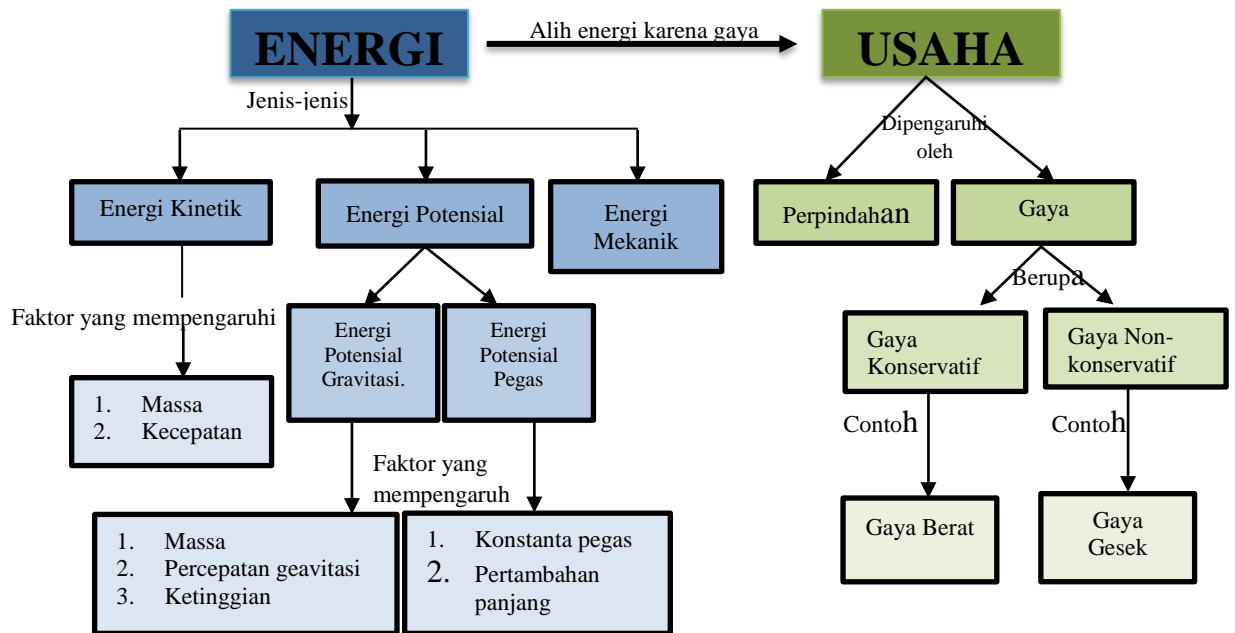 ENERGI
Alih energi karena gaya
USAHA
Jenis-jenis
Dipengaruhi
oleh
Energi Kinetik
Energi Potensial
Energi
Mekanik
Perpindahan
Gaya
Berupa
Faktor yang mempengaruhi
Energi
Potensial
Gravitasi.
Energi
Potensial
Pegas
Gaya
Konservatif
Gaya Non-
konservatif
1. Massa
2. Kecepatan
Contoh
Contoh
Faktor yang
mempengaruh
1. Massa
2. Percepatan geavitasi
3. Ketinggian
1. Konstanta pegas
2. Pertambahan
panjang
Gaya Berat
Gaya
Gesek